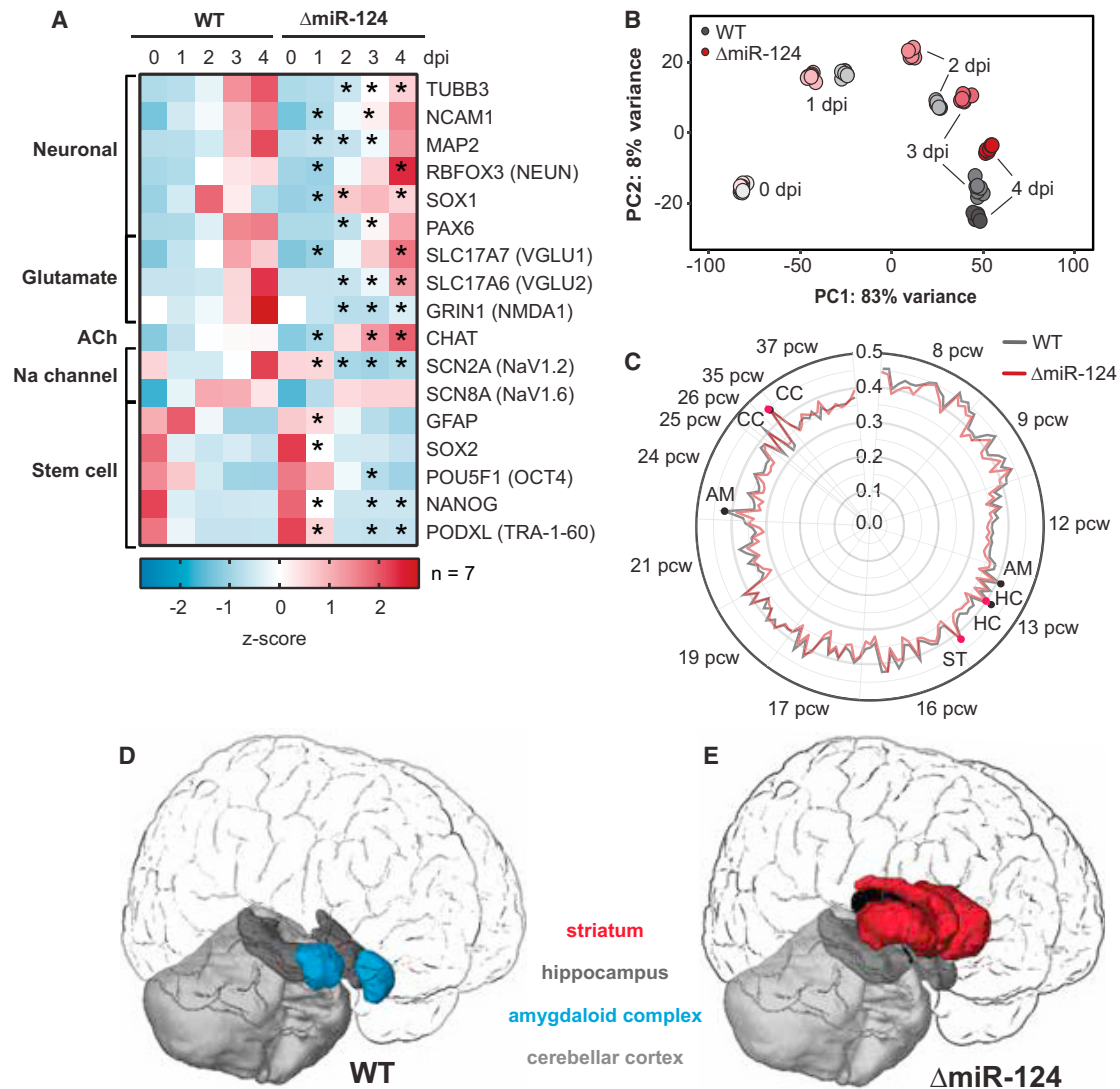 A
WT
ΔmiR-124
0 1 2 3 4 0 1 2 3 4 dpi
Neuronal
TUBB3
NCAM1
MAP2
RBFOX3 (NEUN)
SOX1
PAX6
Glutamate
SLC17A7 (VGLU1)
SLC17A6 (VGLU2)
GRIN1 (NMDA1)
ACh
CHAT
Na channel
SCN2A (NaV1.2)
SCN8A (NaV1.6)
Stem cell
GFAP
SOX2
POU5F1 (OCT4)
NANOG
PODXL (TRA-1-60)
-2 -1 0 1 2
n = 7
z-score
B
WT
ΔmiR-124
PC2: 8% variance
20
0
-20
0 dpi
1 dpi
2 dpi
3 dpi
4 dpi
-100 -50 0 50 100
PC1: 83% variance
C
WT
ΔmiR-124
0.5
0.4
0.3
0.2
0.1
0.0
8 pcw
9 pcw
12 pcw
13 pcw
16 pcw
17 pcw
19 pcw
21 pcw
24 pcw
25 pcw
26 pcw
35 pcw
37 pcw
CC
CC
AM
AM
HC
HC
ST
D
WT
striatum
hippocampus
amygdaloid complex
cerebellar cortex
E
ΔmiR-124